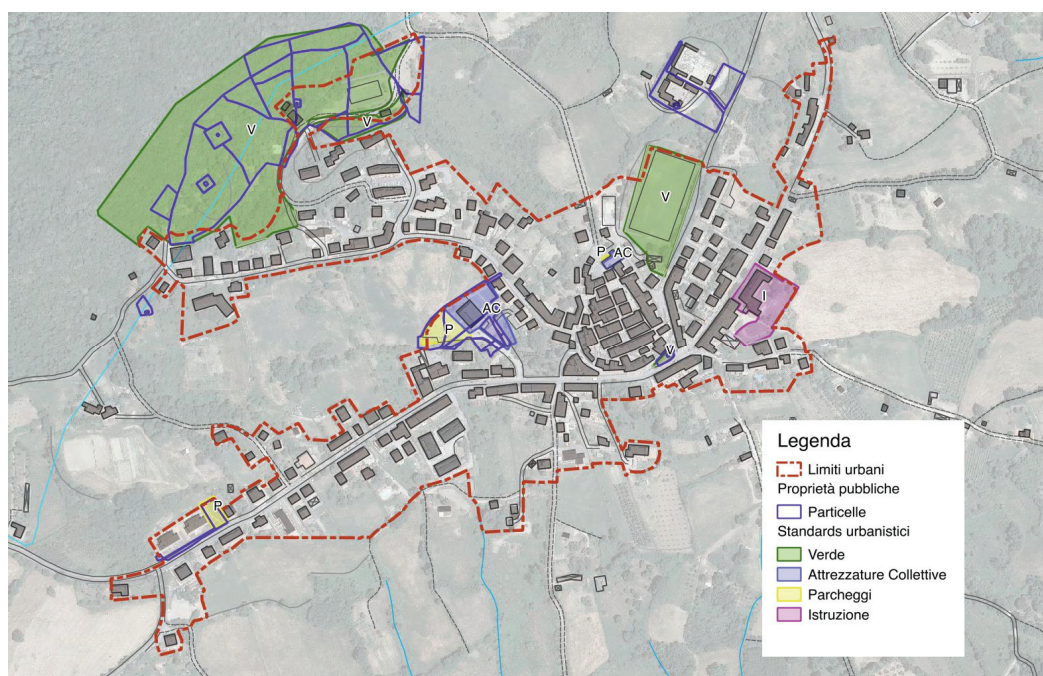 V
V
V
P
AC
AC
I
P
V
P
Legenda
Limiti urbani
Proprietà pubbliche
Particelle
Standards urbanistici
Verde
Attrezzature Collettive
Parcheggi
Istruzione